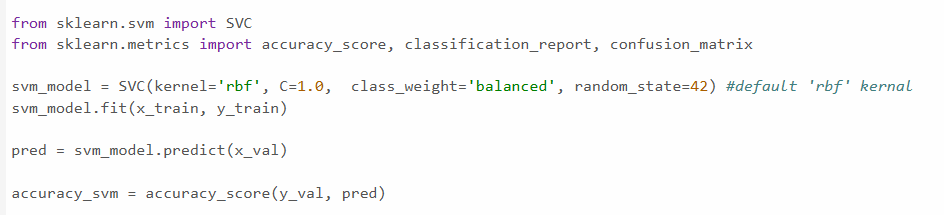 from sklearn.svm import SVC
from sklearn.metrics import accuracy_score, classification_report, confusion_matrix
svm_model = SVC(kernel='rbf', C=1.0,  class_weight='balanced', random_state=42) #default 'rbf' kernal
svm_model.fit(x_train, y_train)
pred = svm_model.predict(x_val)
accuracy_svm = accuracy_score(y_val, pred)